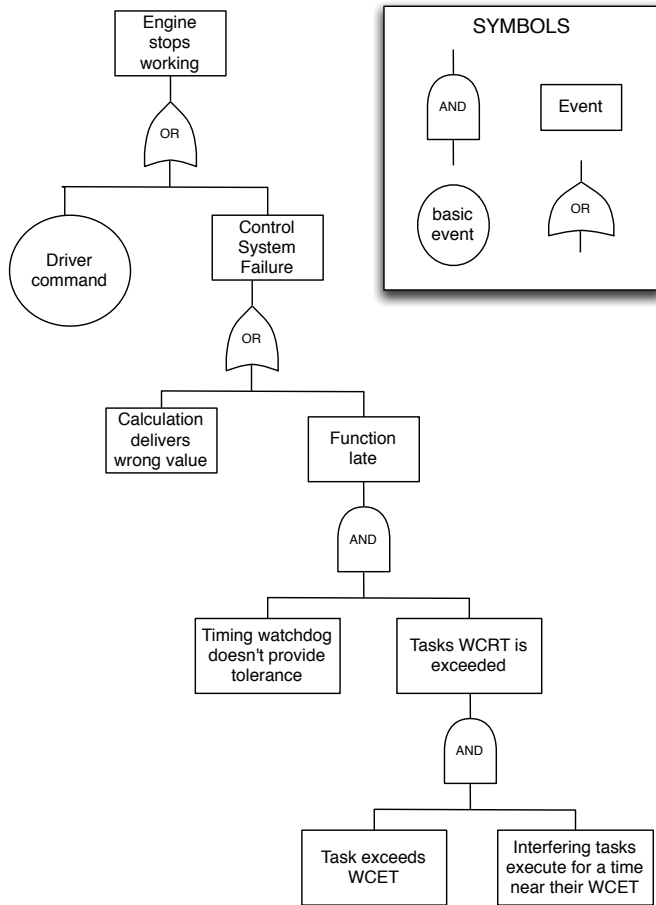 Engine
stops
working
OR
Driver
command
Control
System
Failure
OR
Calculation
delivers
wrong value
Function
late
AND
Timing watchdog
doesn't provide
tolerance
Tasks WCRT is
exceeded
AND
Task exceeds
WCET
Interfering tasks
execute for a time
near their WCET
SYMBOLS
AND
Event
basic
event
OR